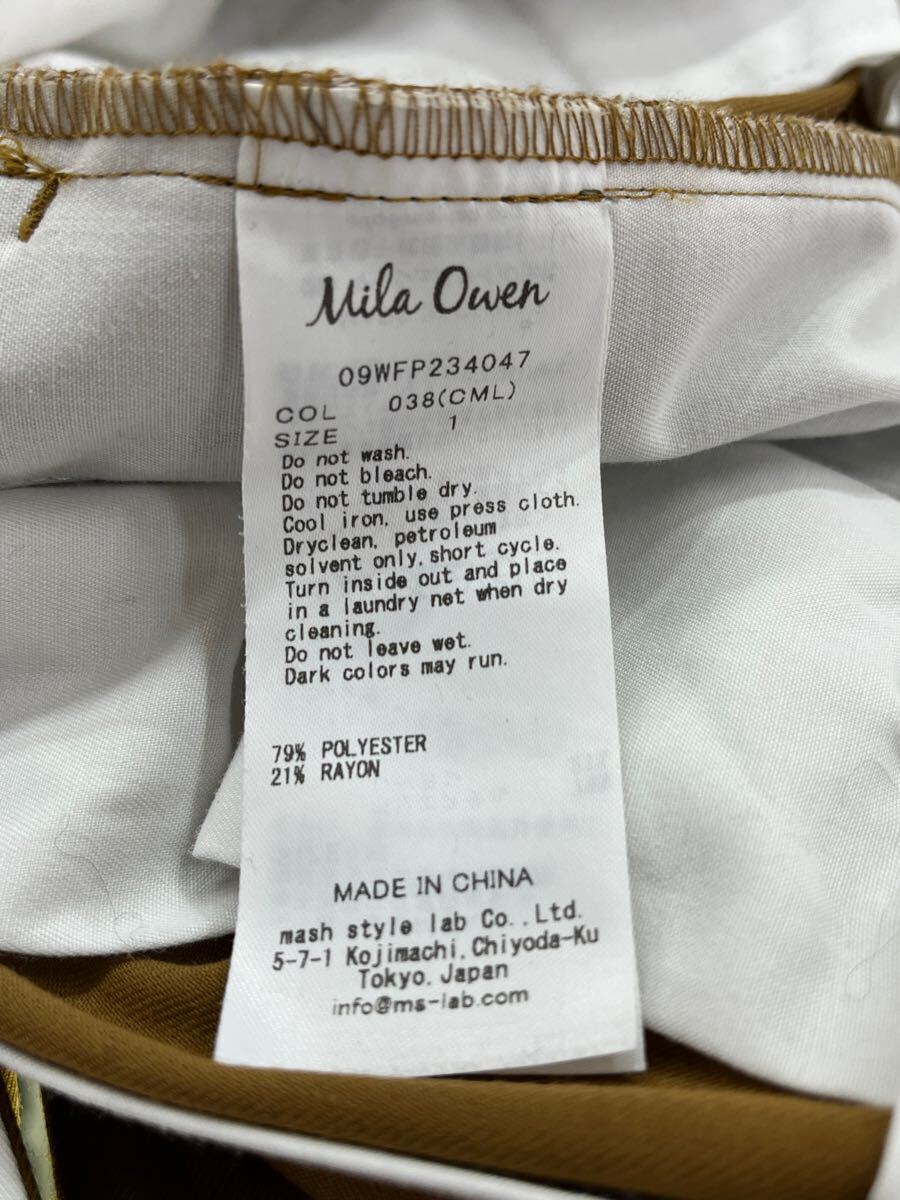 Mila Owen
09WFP234047
COL 038(CML)
SIZE 1
Do not wash.
Do not bleach.
Do not tumble dry.
Cool iron, use press cloth.
Dryclean, petroleum
solvent only, short cycle.
Turn inside out and place
in a laundry net when dry
cleaning.
Do not leave wet.
Dark colors may run.
79% POLYESTER
21% RAYON
MADE IN CHINA
mash style lab Co.,Ltd.
5-7-1 Kojimachi, Chiyoda-Ku
Tokyo, Japan
info@ms-lab.com